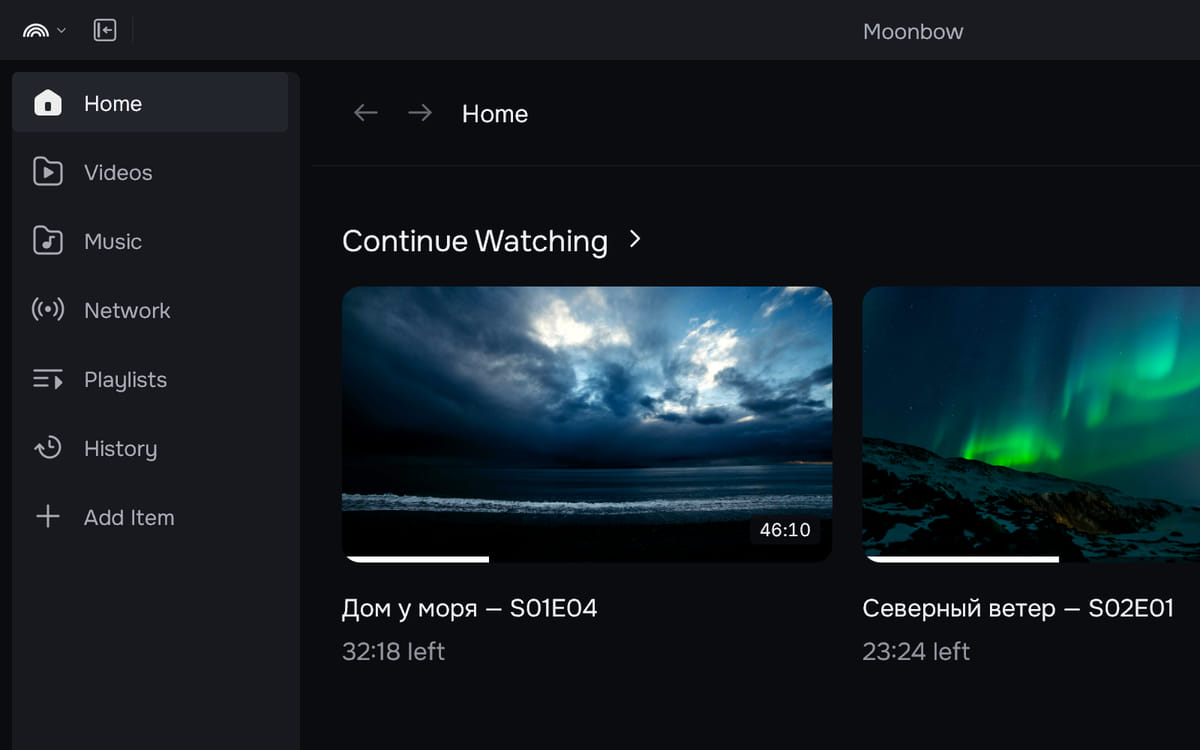 Moonbow
Home
Videos
Music
Network
Playlists
History
Add Item
Home
Continue Watching
46:10
Дом у моря — S01E04
32:18 left
Северный ветер — S02E01
23:24 left